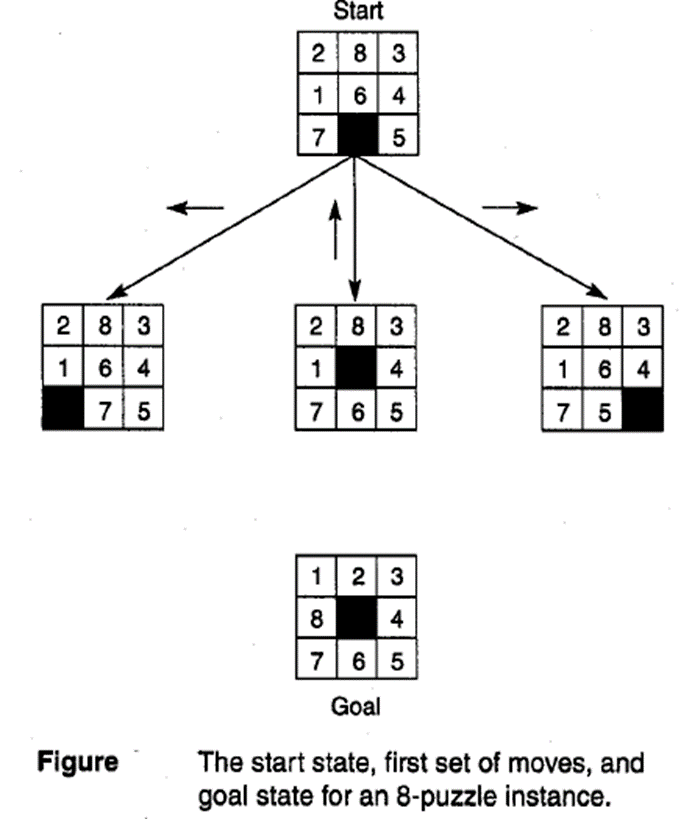 Start
2 8 3
1 6 4
7 5
2 8 3
1 6 4
7 5
2 8 3
1 4
7 6 5
2 8 3
1 6 4
7 5
1 2 3
8 4
7 6 5
Goal
Figure The start state, first set of moves, and
goal state for an 8-puzzle instance.